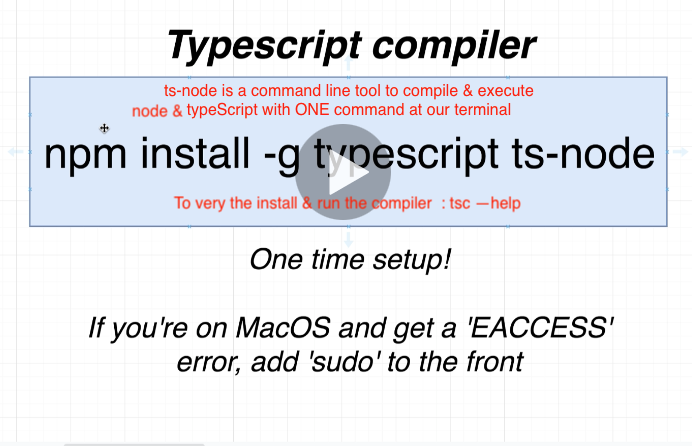 Typescript compiler
ts-node is a command line tool to compile & execute
node & typeScript with ONE command at our terminal
npm install -g typescript ts-node
To very the install & run the compiler : tsc —help
One time setup!
If you're on MacOS and get a 'EACCESS'
error, add 'sudo' to the front